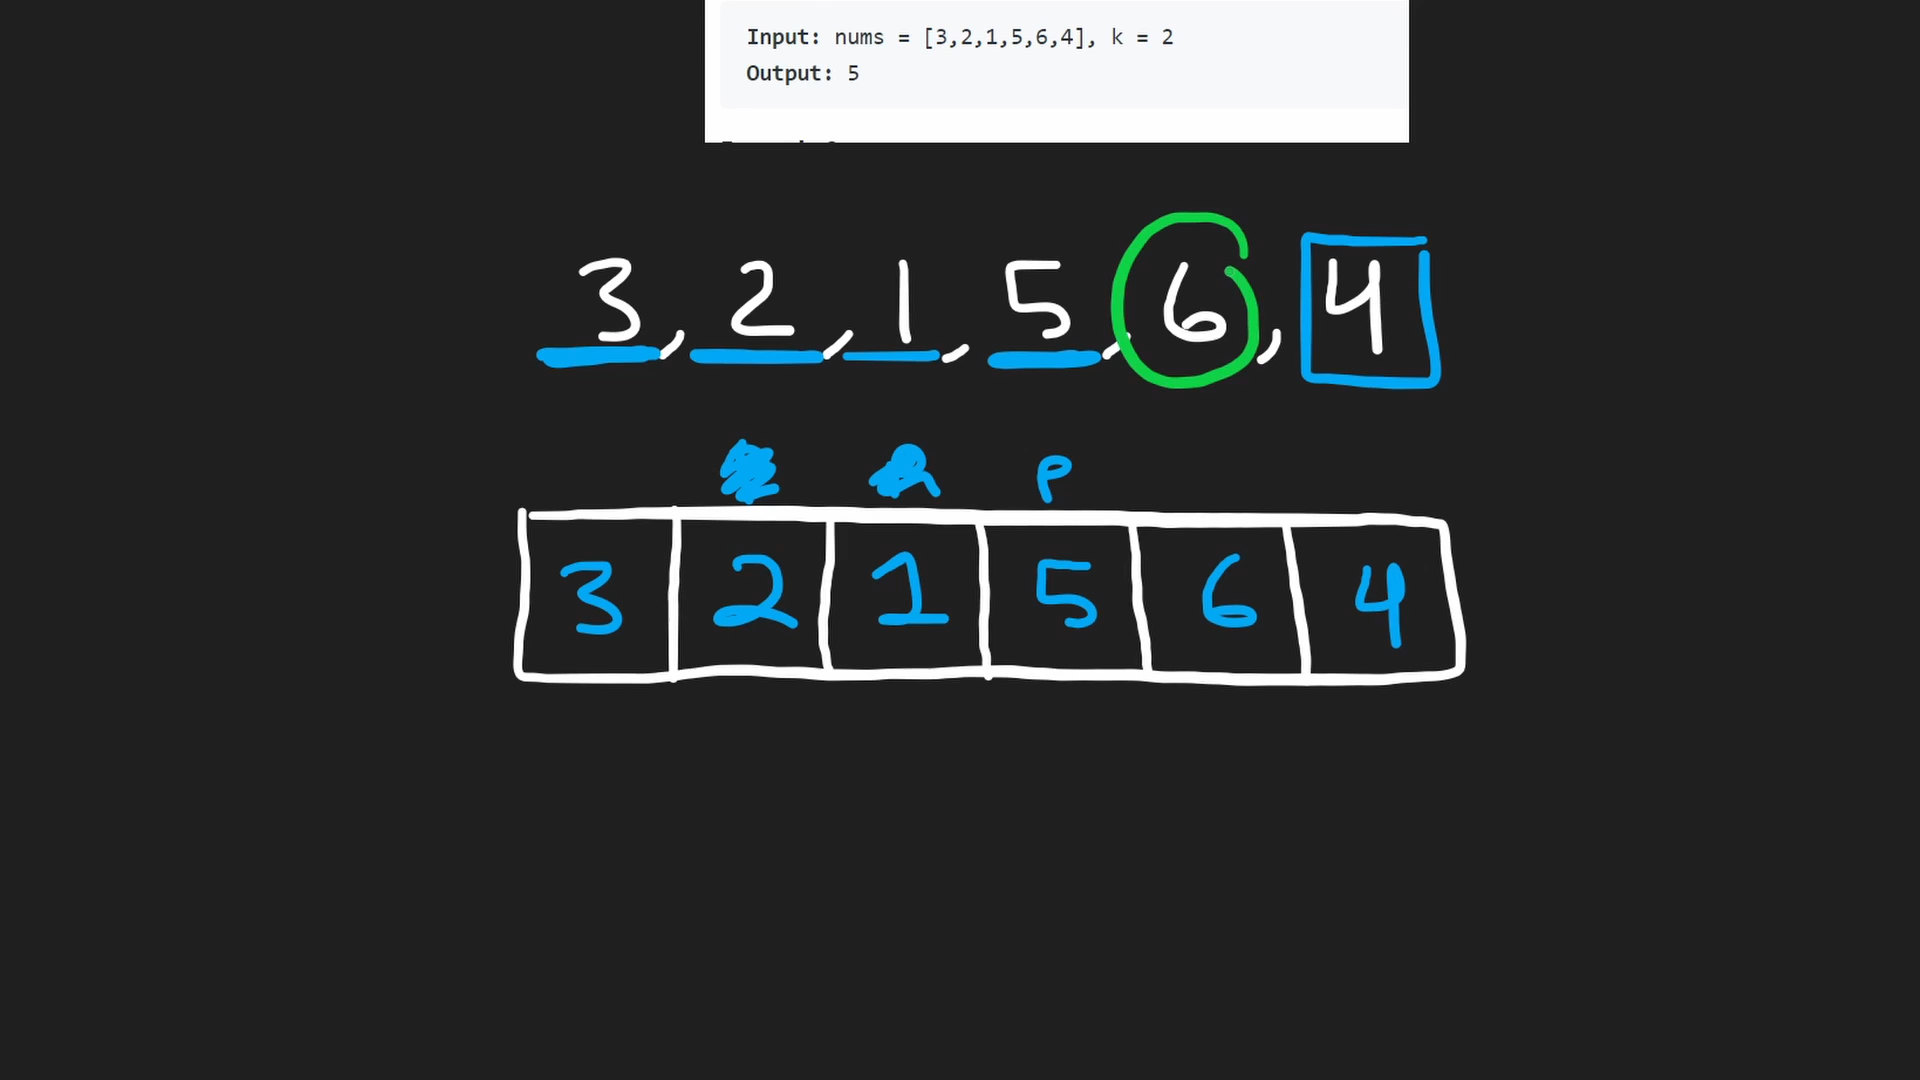 Input: nums = [3,2,1,5,6,4], k = 2
Output: 5
3, 2, 1, 5, 6, 4
P
3 2 1 5 6 4